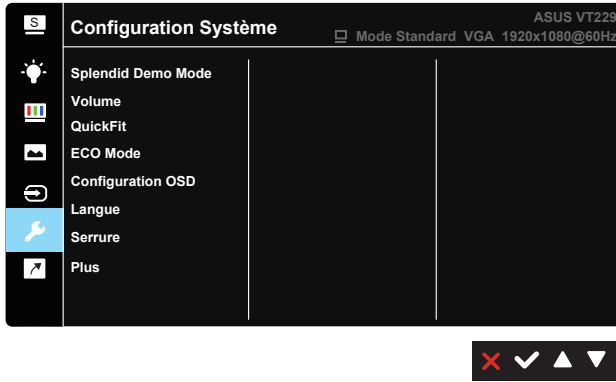 S
Configuration Système
ASUS VT229
Mode Standard VGA 1920x1080@60Hz
Splendid Demo Mode
Volume
QuickFit
ECO Mode
Configuration OSD
Langue
Serrure
Plus